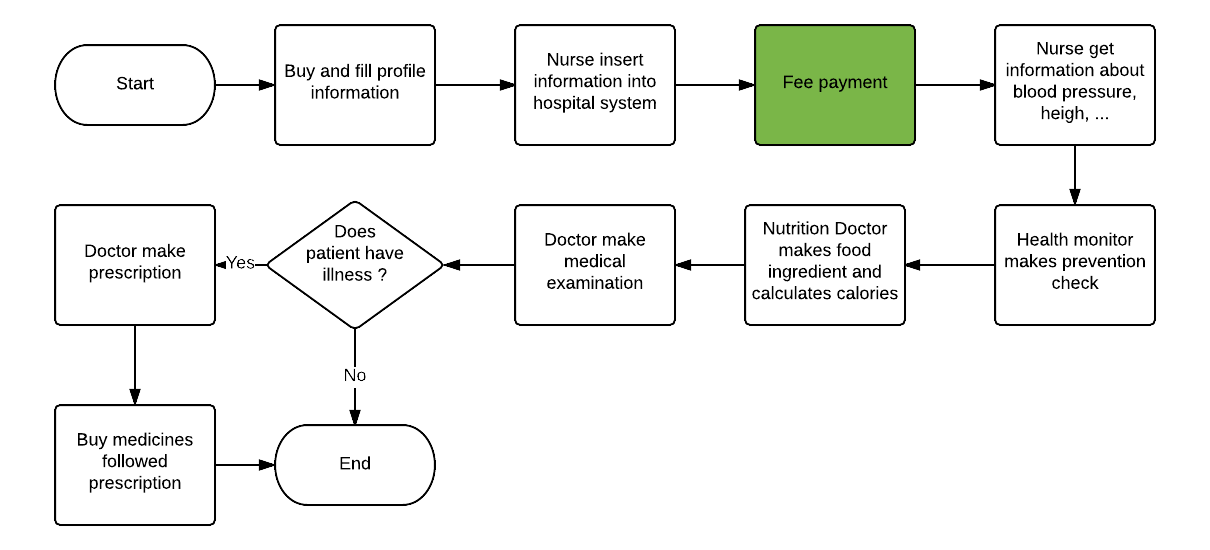 Start
Buy and fill profile
information
Nurse insert
information into
hospital system
Fee payment
Nurse get
information about
blood pressure,
heigh, ...
Health monitor
makes prevention
check
Nutrition Doctor
makes food
ingredient and
calculates calories
Doctor make
medical
examination
Does
patient have
illness ?
Yes
Doctor make
prescription
No
Buy medicines
followed
prescription
End